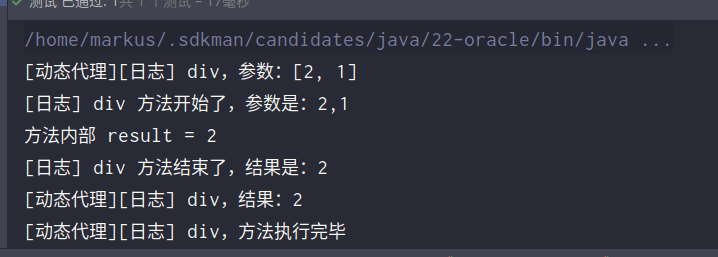 测试 已通过: 1共 1 个测试 – 17毫秒
/home/markus/.sdkman/candidates/java/22-oracle/bin/java ...
[动态代理][日志] div，参数：[2, 1]
[日志] div 方法开始了，参数是：2,1
方法内部 result = 2
[日志] div 方法结束了，结果是：2
[动态代理][日志] div，结果：2
[动态代理][日志] div，方法执行完毕